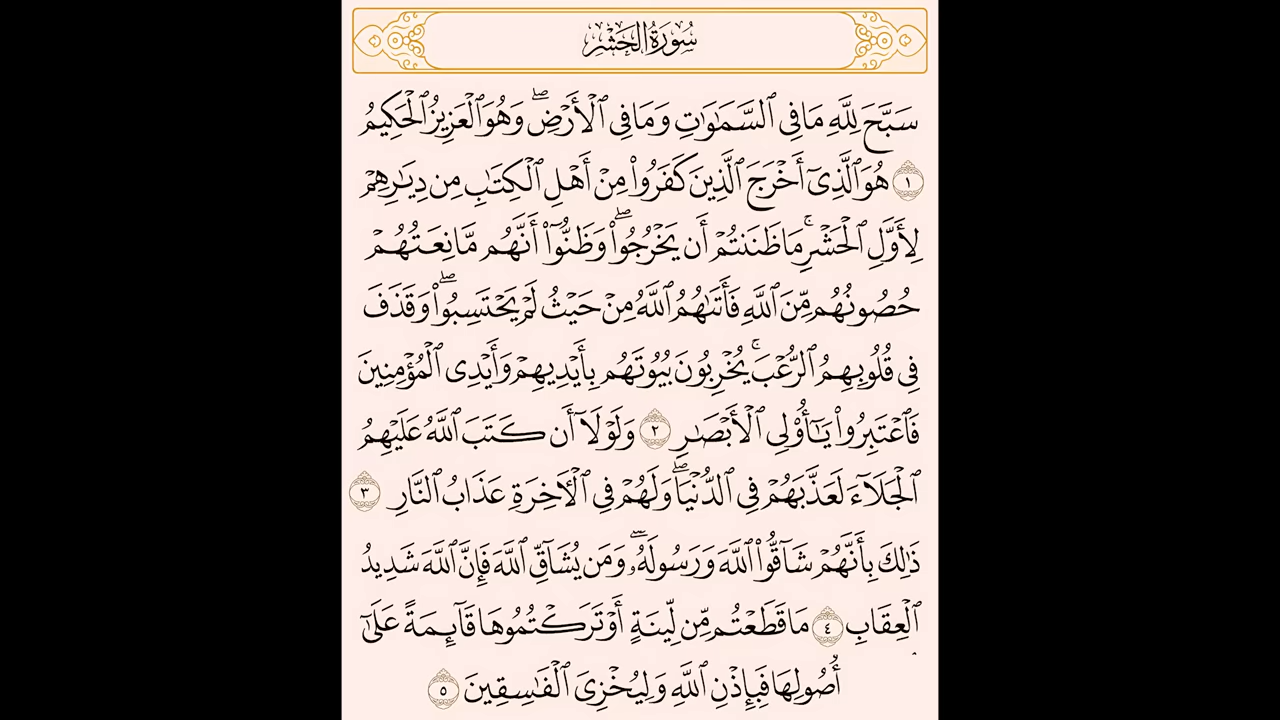 سُورَةُ الحَشْرِ
سَبَّحَ لِلَّهِ مَا فِي ٱلسَّمَٰوَٰتِ وَمَا فِي ٱلۡأَرۡضِۖ وَهُوَ ٱلۡعَزِيزُ ٱلۡحَكِيمُ
١ هُوَ ٱلَّذِيٓ أَخۡرَجَ ٱلَّذِينَ كَفَرُواْ مِنۡ أَهۡلِ ٱلۡكِتَٰبِ مِن دِيَٰرِهِمۡ
لِأَوَّلِ ٱلۡحَشۡرِۚ مَا ظَنَنتُمۡ أَن يَخۡرُجُواْۖ وَظَنُّوٓاْ أَنَّهُم مَّانِعَتُهُمۡ
حُصُونُهُم مِّنَ ٱللَّهِ فَأَتَىٰهُمُ ٱللَّهُ مِنۡ حَيۡثُ لَمۡ يَحۡتَسِبُواْۖ وَقَذَفَ
فِي قُلُوبِهِمُ ٱلرُّعۡبَۚ يُخۡرِبُونَ بُيُوتَهُم بِأَيۡدِيهِمۡ وَأَيۡدِي ٱلۡمُؤۡمِنِينَ
فَٱعۡتَبِرُواْ يَٰٓأُوْلِي ٱلۡأَبۡصَٰرِ ٢ وَلَوۡلَآ أَن كَتَبَ ٱللَّهُ عَلَيۡهِمُ
ٱلۡجَلَآءَ لَعَذَّبَهُمۡ فِي ٱلدُّنۡيَاۖ وَلَهُمۡ فِي ٱلۡأٓخِرَةِ عَذَابُ ٱلنَّارِ ٣
ذَٰلِكَ بِأَنَّهُمۡ شَآقُّواْ ٱللَّهَ وَرَسُولَهُۥۖ وَمَن يُشَآقِّ ٱللَّهَ فَإِنَّ ٱللَّهَ شَدِيدُ
ٱلۡعِقَابِ ٤ مَا قَطَعۡتُم مِّن لِّينَةٍ أَوۡ تَرَكۡتُمُوهَا قَآئِمَةً عَلَىٰٓ
أُصُولِهَا فَبِإِذۡنِ ٱللَّهِ وَلِيُخۡزِيَ ٱلۡفَٰسِقِينَ ٥